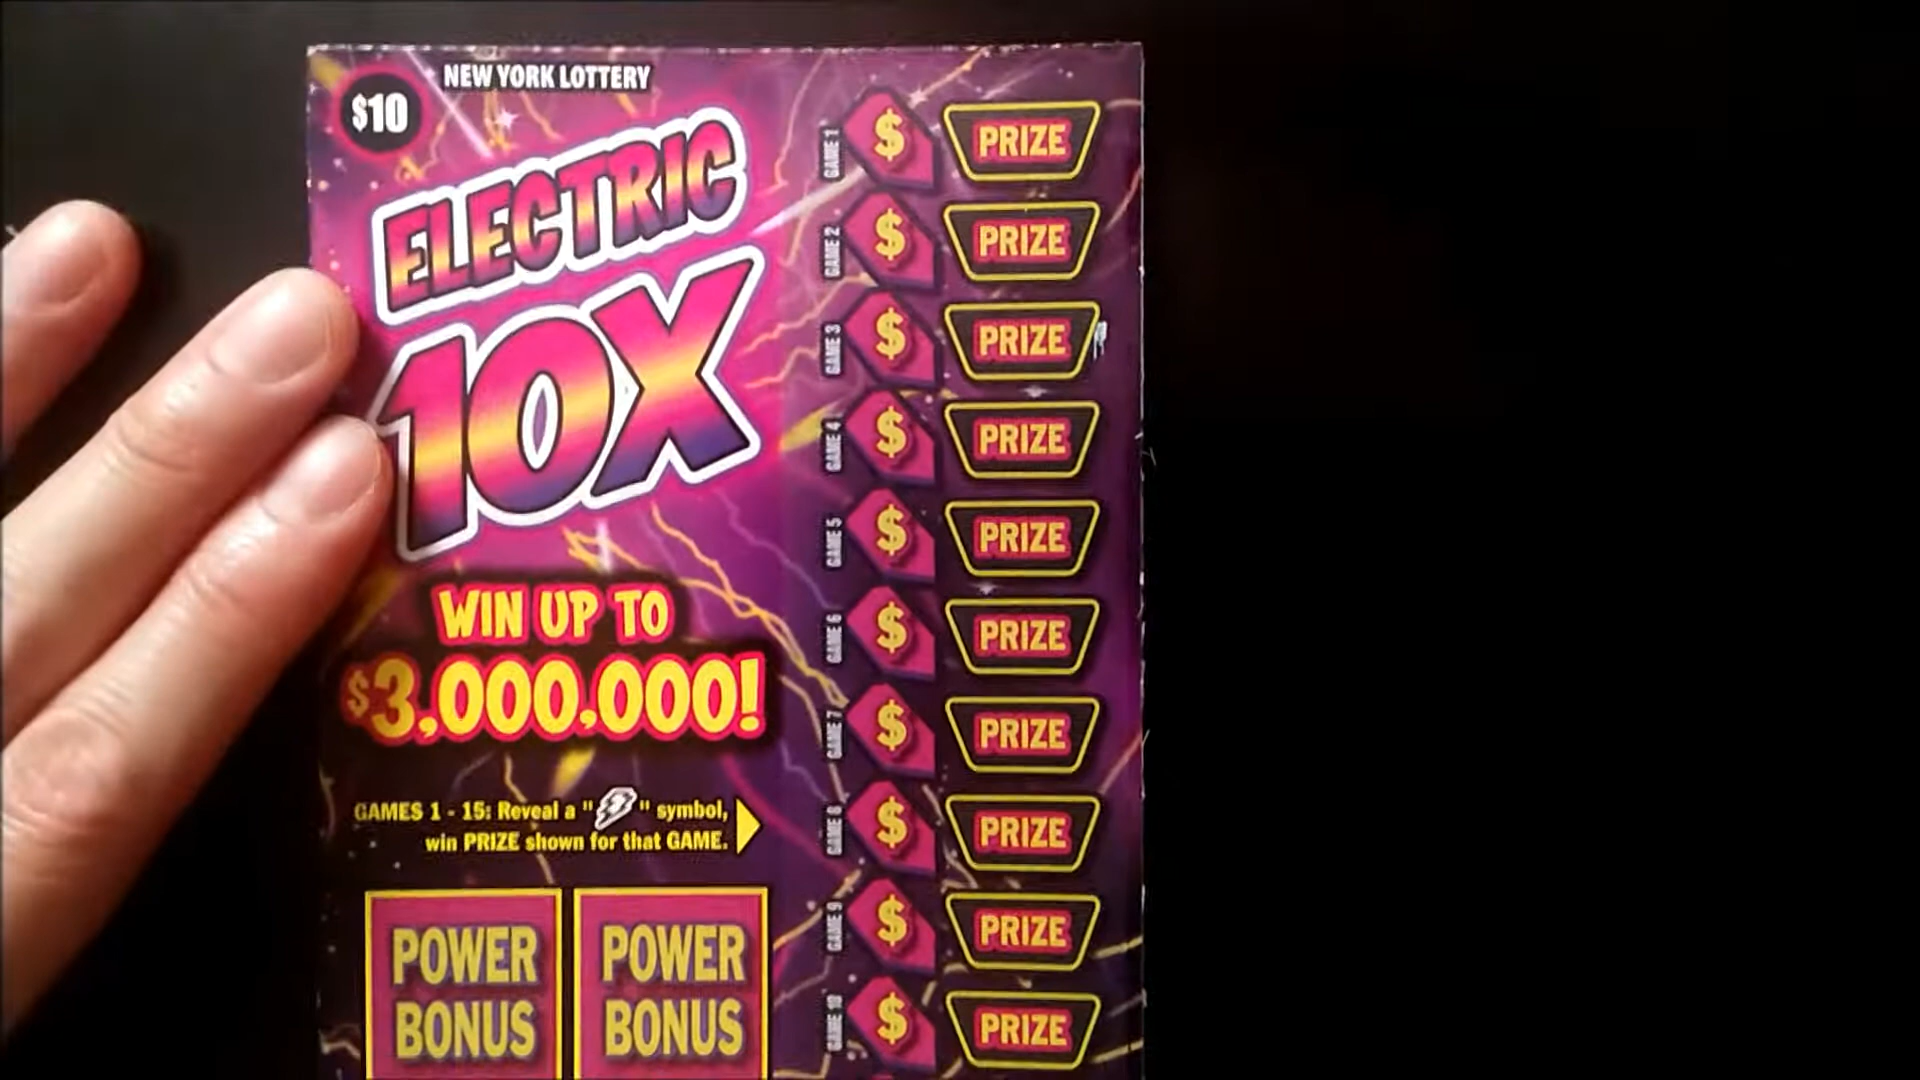 NEW YORK LOTTERY
$10
ELECTRIC
10X
WIN UP TO
$3,000,000!
GAMES 1 - 15: Reveal a " " symbol,
win PRIZE shown for that GAME.
POWER
BONUS
POWER
BONUS
GAME 1 $ PRIZE
GAME 2 $ PRIZE
GAME 3 $ PRIZE
GAME 4 $ PRIZE
GAME 5 $ PRIZE
GAME 6 $ PRIZE
GAME 7 $ PRIZE
GAME 8 $ PRIZE
GAME 9 $ PRIZE
GAME 10 $ PRIZE